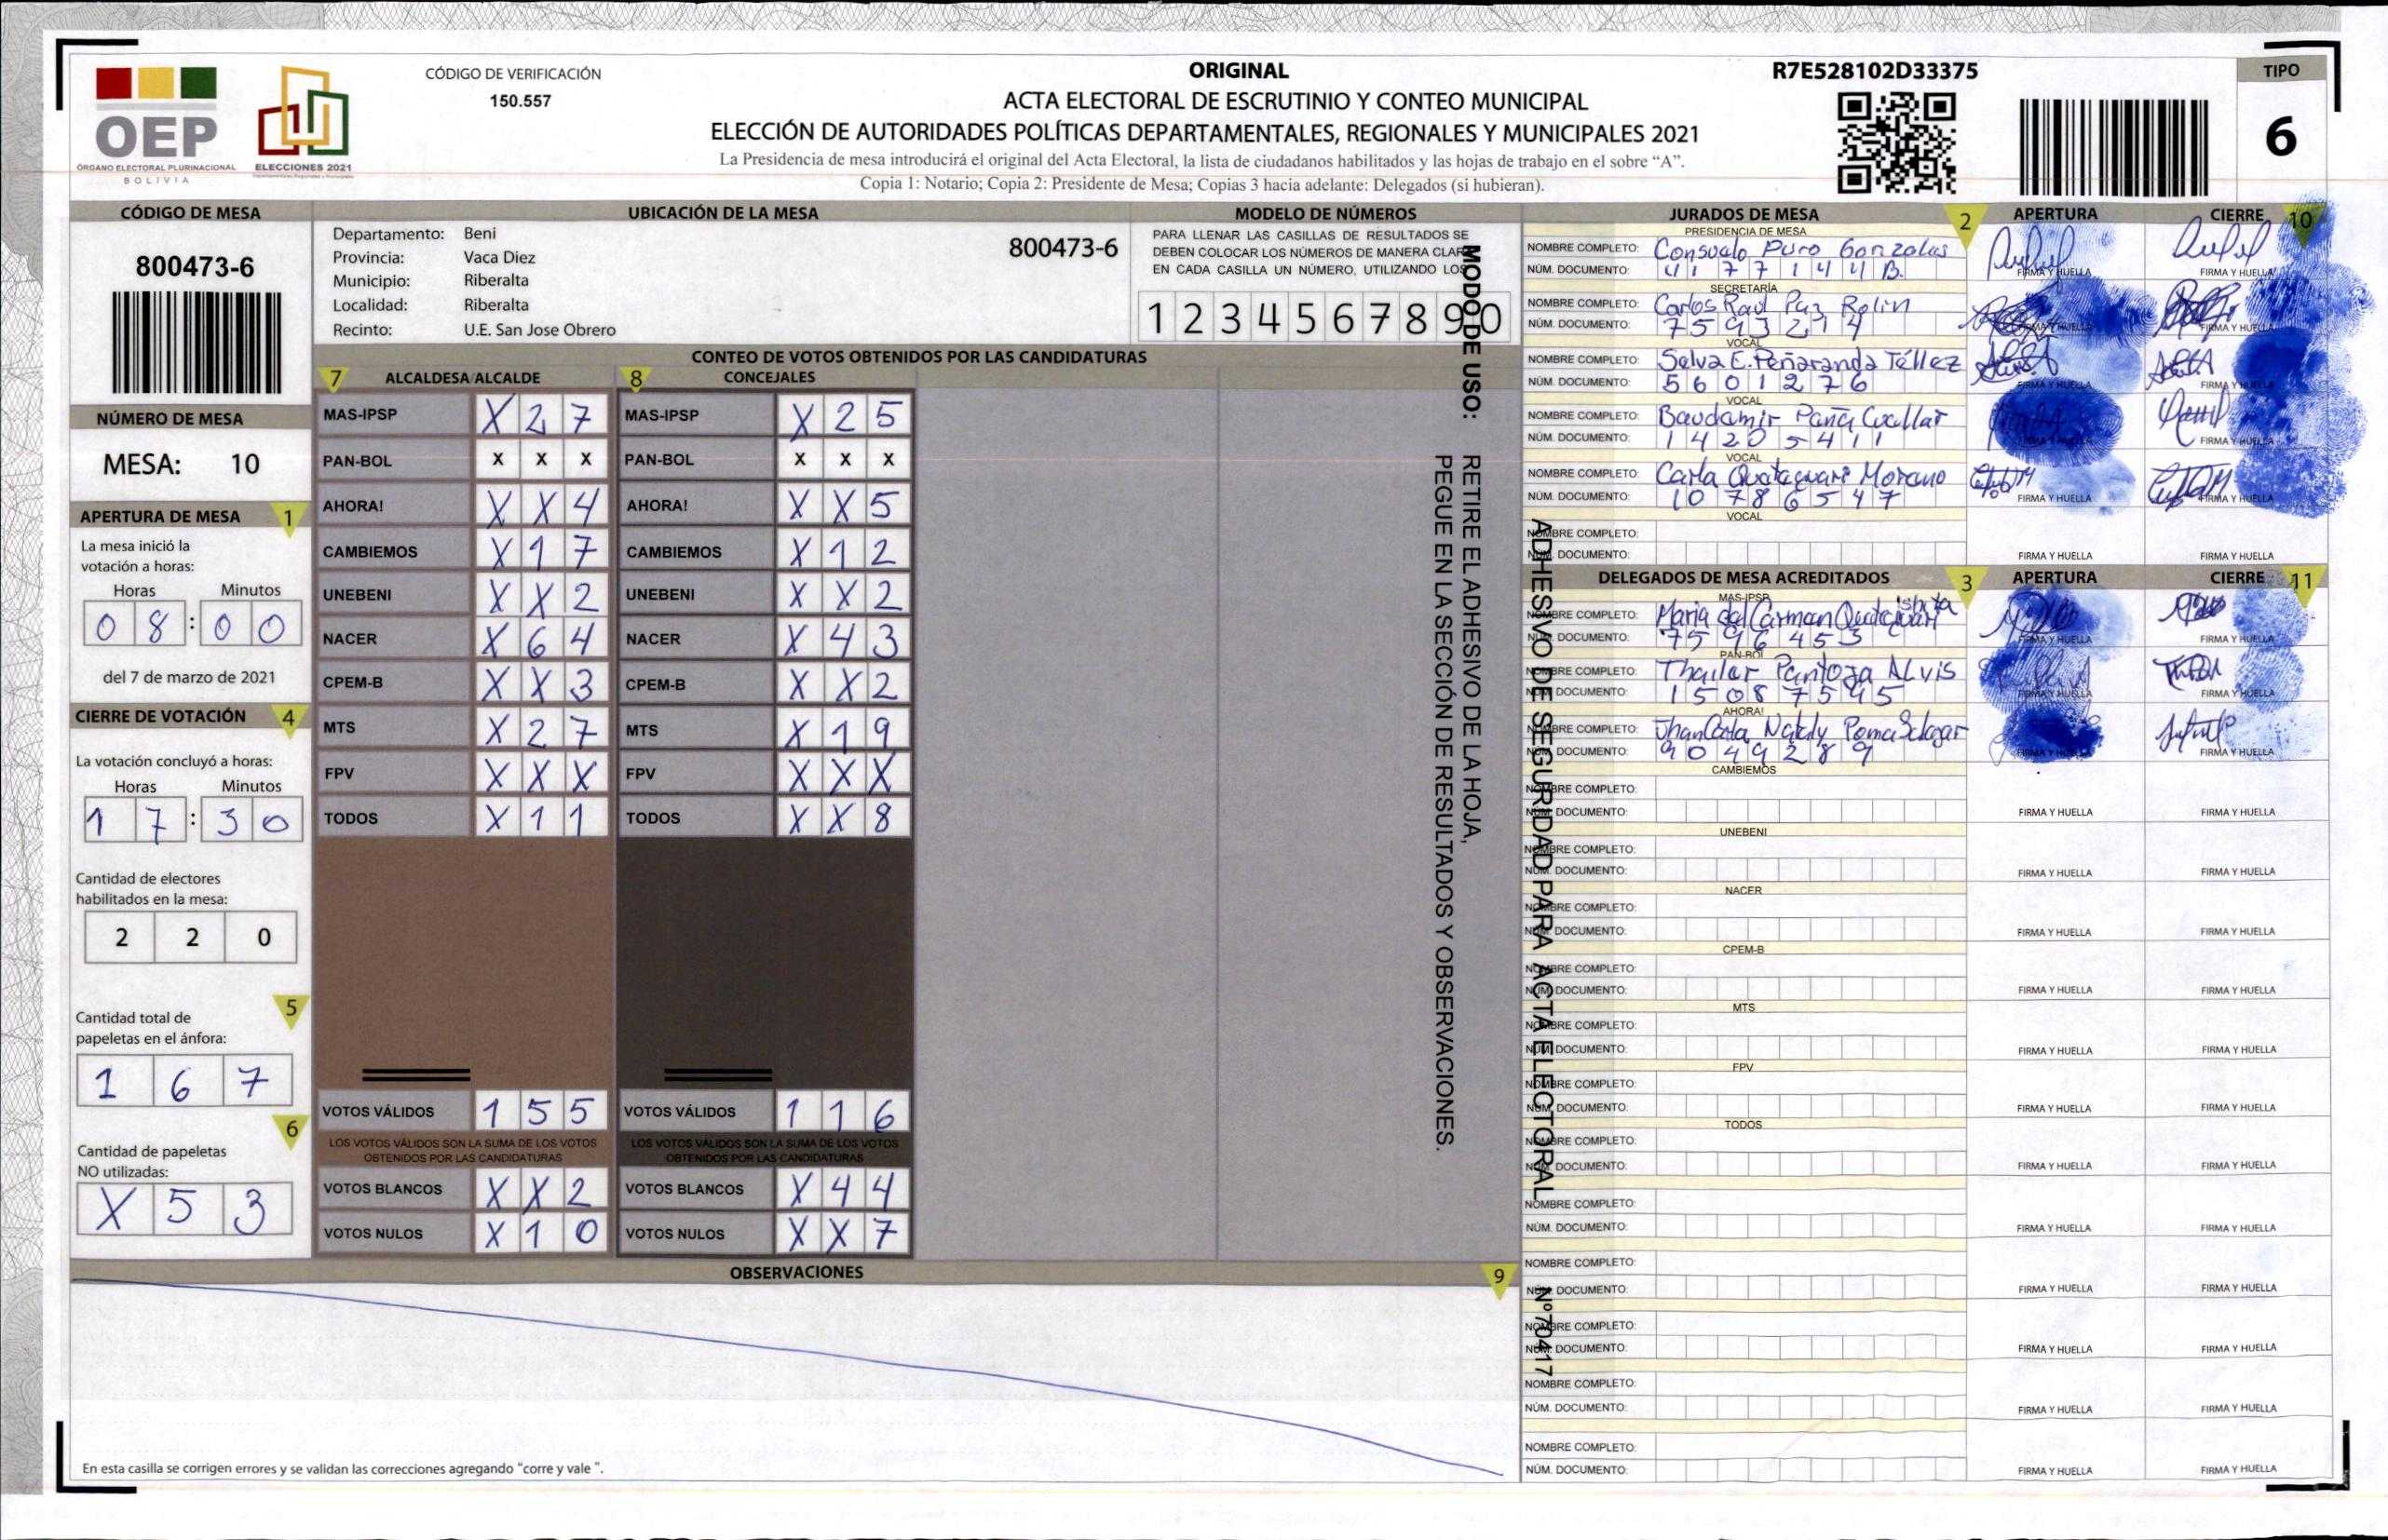 CÓDIGO DE VERIFICACIÓN
150.557
OEP
ÓRGANO ELECTORAL PLURINACIONAL
BOLIVIA
ELECCIONES 2021
ORIGINAL
ACTA ELECTORAL DE ESCRUTINIO Y CONTEO MUNICIPAL
ELECCIÓN DE AUTORIDADES POLÍTICAS DEPARTAMENTALES, REGIONALES Y MUNICIPALES 2021
La Presidencia de mesa introducirá el original del Acta Electoral, la lista de ciudadanos habilitados y las hojas de trabajo en el sobre “A”.
Copia 1: Notario; Copia 2: Presidente de Mesa; Copias 3 hacia adelante: Delegados (si hubieran).
R7E528102D33375
TIPO
6
CÓDIGO DE MESA
800473-6
NÚMERO DE MESA
MESA: 10
APERTURA DE MESA 1
La mesa inició la
votación a horas:
Horas Minutos
0 8 : 0 0
del 7 de marzo de 2021
CIERRE DE VOTACIÓN 4
La votación concluyó a horas:
Horas Minutos
1 7 : 3 0
Cantidad de electores
habilitados en la mesa:
2 2 0
5
Cantidad total de
papeletas en el ánfora:
1 6 7
6
Cantidad de papeletas
NO utilizadas:
X 5 3
UBICACIÓN DE LA MESA
Departamento: Beni
Provincia: Vaca Diez
Municipio: Riberalta
Localidad: Riberalta
Recinto: U.E. San Jose Obrero
800473-6
MODELO DE NÚMEROS
PARA LLENAR LAS CASILLAS DE RESULTADOS SE
DEBEN COLOCAR LOS NÚMEROS DE MANERA CLAR
EN CADA CASILLA UN NÚMERO, UTILIZANDO LOS
1 2 3 4 5 6 7 8 9 0
CONTEO DE VOTOS OBTENIDOS POR LAS CANDIDATURAS
7 ALCALDESA/ALCALDE 8 CONCEJALES
MAS-IPSP X 2 7 MAS-IPSP X 2 5
PAN-BOL X X X PAN-BOL X X X
AHORA! X X 4 AHORA! X X 5
CAMBIEMOS X 1 7 CAMBIEMOS X 1 2
UNEBENI X X 2 UNEBENI X X 2
NACER X 6 4 NACER X 4 3
CPEM-B X X 3 CPEM-B X X 2
MTS X 2 7 MTS X 1 9
FPV X X X FPV X X X
TODOS X 1 1 TODOS X X 8
VOTOS VÁLIDOS 1 5 5 VOTOS VÁLIDOS 1 1 6
LOS VOTOS VÁLIDOS SON LA SUMA DE LOS VOTOS LOS VOTOS VÁLIDOS SON LA SUMA DE LOS VOTOS
OBTENIDOS POR LAS CANDIDATURAS OBTENIDOS POR LAS CANDIDATURAS
VOTOS BLANCOS X X 2 VOTOS BLANCOS X 4 4
VOTOS NULOS X 1 0 VOTOS NULOS X X 7
MODO DE USO: RETIRE EL ADHESIVO DE LA HOJA,
PEGUE EN LA SECCIÓN DE RESULTADOS Y OBSERVACIONES.
ADHESIVO DE SEGURIDAD PARA ACTA ELECTORAL Nº70417
OBSERVACIONES 9
En esta casilla se corrigen errores y se validan las correcciones agregando “corre y vale ”.
JURADOS DE MESA 2 APERTURA CIERRE 10
PRESIDENCIA DE MESA
NOMBRE COMPLETO: Consuelo Puro Gonzales
NÚM. DOCUMENTO: 4 1 7 7 1 4 4 B. FIRMA Y HUELLA FIRMA Y HUELLA
SECRETARÍA
NOMBRE COMPLETO: Carlos Raul Paz Rolin
NÚM. DOCUMENTO: 7 5 9 3 2 1 4 FIRMA Y HUELLA FIRMA Y HUELLA
VOCAL
NOMBRE COMPLETO: Selva E. Peñaranda Téllez
NÚM. DOCUMENTO: 5 6 0 1 2 7 6 FIRMA Y HUELLA FIRMA Y HUELLA
VOCAL
NOMBRE COMPLETO: Cuellar
NÚM. DOCUMENTO: 1 4 2 0 5 4 1 1 FIRMA Y HUELLA FIRMA Y HUELLA
VOCAL
NOMBRE COMPLETO: Carla Moreno
NÚM. DOCUMENTO: 1 0 7 8 6 5 4 7 FIRMA Y HUELLA FIRMA Y HUELLA
VOCAL
NOMBRE COMPLETO:
NÚM. DOCUMENTO: FIRMA Y HUELLA FIRMA Y HUELLA
DELEGADOS DE MESA ACREDITADOS 3 APERTURA CIERRE 11
MAS-IPSP
NOMBRE COMPLETO: Maria del Carmen
NÚM. DOCUMENTO: 7 5 9 6 4 5 3 FIRMA Y HUELLA FIRMA Y HUELLA
PAN-BOL
NOMBRE COMPLETO: Pantoja Alvis
NÚM. DOCUMENTO: 1 5 0 8 7 5 4 5 FIRMA Y HUELLA FIRMA Y HUELLA
AHORA!
NOMBRE COMPLETO: Nataly Poma Salazar
NÚM. DOCUMENTO: 9 0 4 9 2 8 9 FIRMA Y HUELLA FIRMA Y HUELLA
CAMBIEMOS
NOMBRE COMPLETO:
NÚM. DOCUMENTO: FIRMA Y HUELLA FIRMA Y HUELLA
UNEBENI
NOMBRE COMPLETO:
NÚM. DOCUMENTO: FIRMA Y HUELLA FIRMA Y HUELLA
NACER
NOMBRE COMPLETO:
NÚM. DOCUMENTO: FIRMA Y HUELLA FIRMA Y HUELLA
CPEM-B
NOMBRE COMPLETO:
NÚM. DOCUMENTO: FIRMA Y HUELLA FIRMA Y HUELLA
MTS
NOMBRE COMPLETO:
NÚM. DOCUMENTO: FIRMA Y HUELLA FIRMA Y HUELLA
FPV
NOMBRE COMPLETO:
NÚM. DOCUMENTO: FIRMA Y HUELLA FIRMA Y HUELLA
TODOS
NOMBRE COMPLETO:
NÚM. DOCUMENTO: FIRMA Y HUELLA FIRMA Y HUELLA
NOMBRE COMPLETO:
NÚM. DOCUMENTO: FIRMA Y HUELLA FIRMA Y HUELLA
NOMBRE COMPLETO:
NÚM. DOCUMENTO: FIRMA Y HUELLA FIRMA Y HUELLA
NOMBRE COMPLETO:
NÚM. DOCUMENTO: FIRMA Y HUELLA FIRMA Y HUELLA
NOMBRE COMPLETO:
NÚM. DOCUMENTO: FIRMA Y HUELLA FIRMA Y HUELLA
NOMBRE COMPLETO:
NÚM. DOCUMENTO: FIRMA Y HUELLA FIRMA Y HUELLA